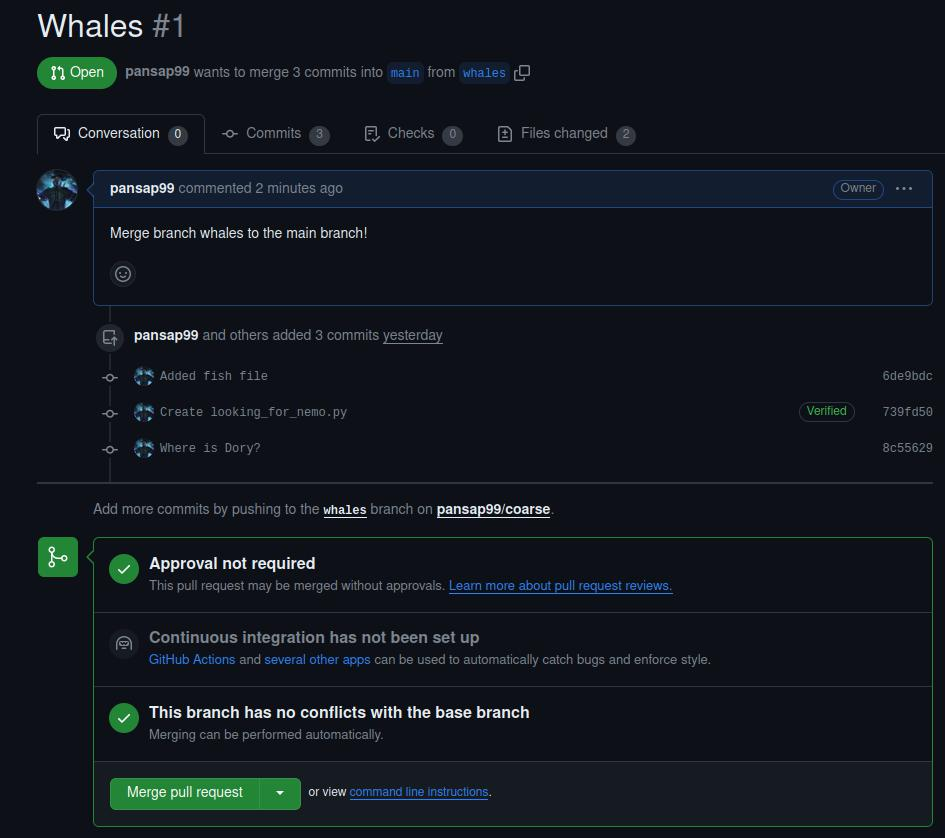 Whales #1
Open pansap99 wants to merge 3 commits into main from whales
Conversation 0 Commits 3 Checks 0 Files changed 2
pansap99 commented 2 minutes ago Owner ...
Merge branch whales to the main branch!
pansap99 and others added 3 commits yesterday
Added fish file 6de9bdc
Create looking_for_nemo.py Verified 739fd50
Where is Dory? 8c55629
Add more commits by pushing to the whales branch on pansap99/coarse.
Approval not required
This pull request may be merged without approvals. Learn more about pull request reviews.
Continuous integration has not been set up
GitHub Actions and several other apps can be used to automatically catch bugs and enforce style.
This branch has no conflicts with the base branch
Merging can be performed automatically.
Merge pull request or view command line instructions.